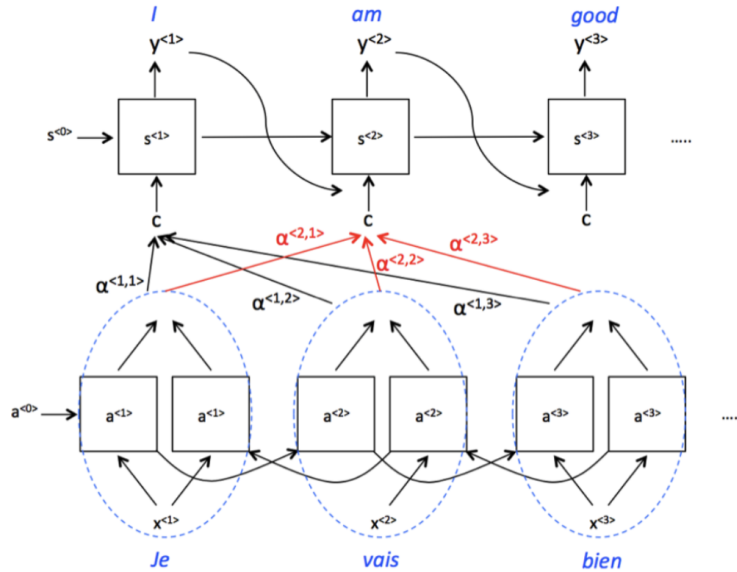 I am good
y<1> y<2> y<3>
s<0> s<1> s<2> s<3> .....
c c c
α<2,1> α<2,3>
α<2,2>
α<1,1> α<1,2> α<1,3>
a<0> a<1> a<1> a<2> a<2> a<3> a<3> ....
x<1> x<2> x<3>
Je vais bien